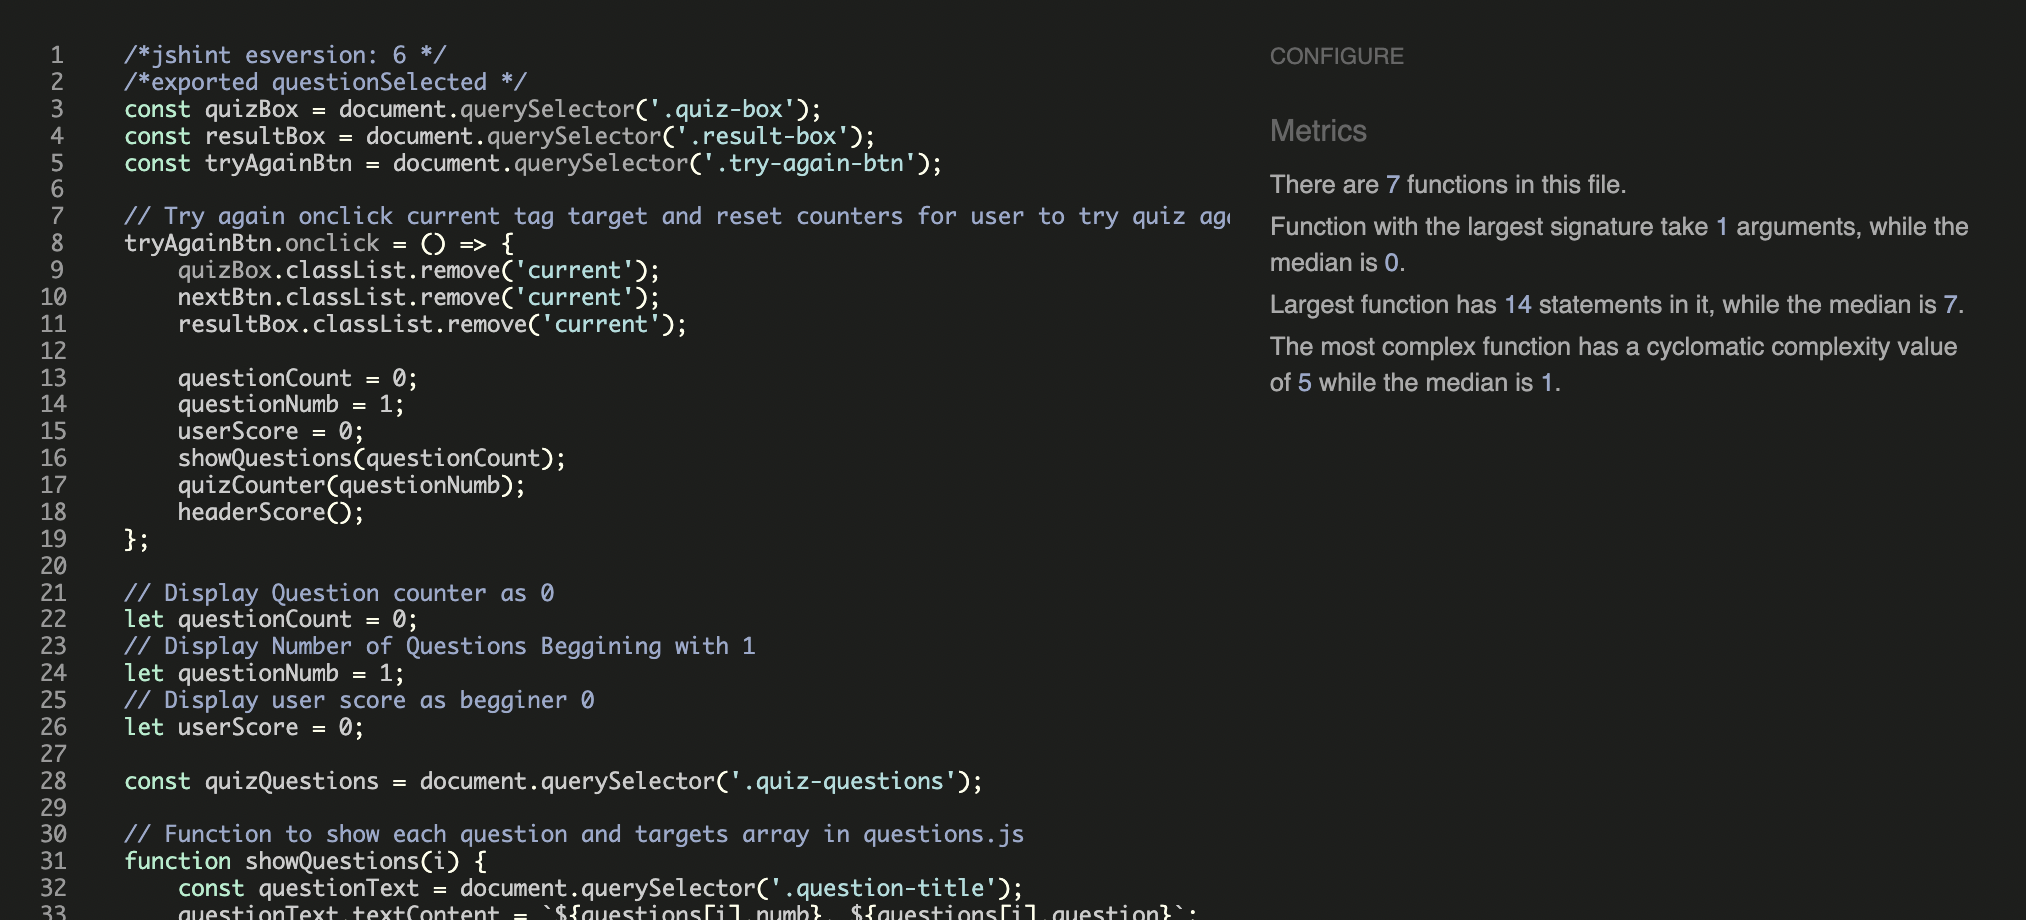 1 /*jshint esversion: 6 */
2 /*exported questionSelected */
3 const quizBox = document.querySelector('.quiz-box');
4 const resultBox = document.querySelector('.result-box');
5 const tryAgainBtn = document.querySelector('.try-again-btn');
6
7 // Try again onclick current tag target and reset counters for user to try quiz
8 tryAgainBtn.onclick = () => {
9 quizBox.classList.remove('current');
10 nextBtn.classList.remove('current');
11 resultBox.classList.remove('current');
12
13 questionCount = 0;
14 questionNumb = 1;
15 userScore = 0;
16 showQuestions(questionCount);
17 quizCounter(questionNumb);
18 headerScore();
19 };
20
21 // Display Question counter as 0
22 let questionCount = 0;
23 // Display Number of Questions Beggining with 1
24 let questionNumb = 1;
25 // Display user score as begginer 0
26 let userScore = 0;
27
28 const quizQuestions = document.querySelector('.quiz-questions');
29
30 // Function to show each question and targets array in questions.js
31 function showQuestions(i) {
32 const questionText = document.querySelector('.question-title');
33 questionText.textContent = `${questions[i].numb}. ${questions[i].question}`;
CONFIGURE
Metrics
There are 7 functions in this file.
Function with the largest signature take 1 arguments, while the
median is 0.
Largest function has 14 statements in it, while the median is 7.
The most complex function has a cyclomatic complexity value
of 5 while the median is 1.